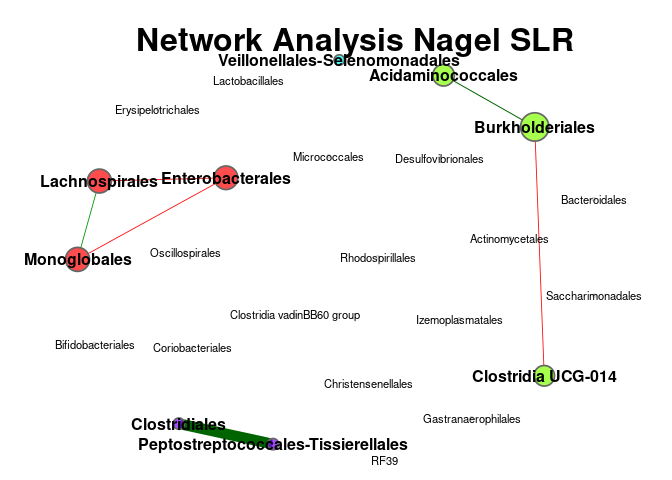 Network Analysis Nagel SLR
Veillonellales-Selenomonadales
Acidaminococcales
Lactobacillales
Erysipelotrichales
Burkholderiales
Micrococcales
Desulfovibrionales
Lachnospirales
Enterobacterales
Bacteroidales
Actinomycetales
Oscillospirales
Monoglobales
Rhodospirillales
Saccharimonadales
Clostridia vadinBB60 group
Izemoplasmatales
Bifidobacteriales
Coriobacteriales
Clostridia UCG-014
Christensenellales
Gastranaerophilales
Clostridiales
Peptostreptococcales-Tissierellales
RF39